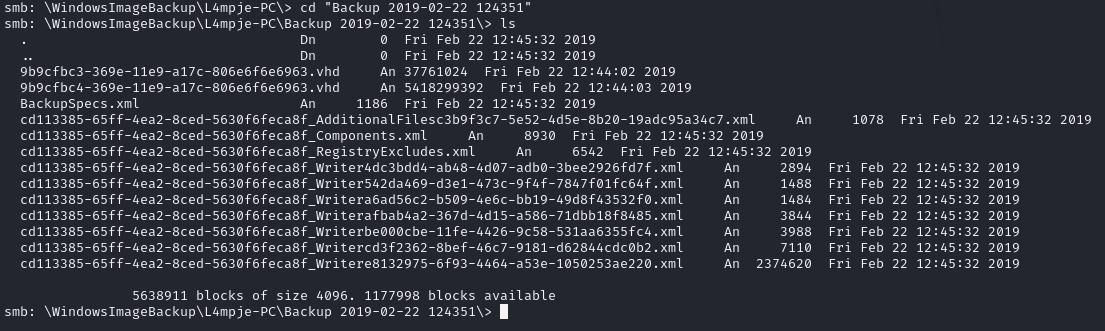 smb: \WindowsImageBackup\L4mpje-PC\> cd "Backup 2019-02-22 124351"
smb: \WindowsImageBackup\L4mpje-PC\Backup 2019-02-22 124351\> ls
. Dn 0 Fri Feb 22 12:45:32 2019
.. Dn 0 Fri Feb 22 12:45:32 2019
9b9cfbc3-369e-11e9-a17c-806e6f6e6963.vhd An 37761024 Fri Feb 22 12:44:02 2019
9b9cfbc4-369e-11e9-a17c-806e6f6e6963.vhd An 5418299392 Fri Feb 22 12:44:03 2019
BackupSpecs.xml An 1186 Fri Feb 22 12:45:32 2019
cd113385-65ff-4ea2-8ced-5630f6feca8f_AdditionalFilesc3b9f3c7-5e52-4d5e-8b20-19adc95a34c7.xml An 1078 Fri Feb 22 12:45:32 2019
cd113385-65ff-4ea2-8ced-5630f6feca8f_Components.xml An 8930 Fri Feb 22 12:45:32 2019
cd113385-65ff-4ea2-8ced-5630f6feca8f_RegistryExcludes.xml An 6542 Fri Feb 22 12:45:32 2019
cd113385-65ff-4ea2-8ced-5630f6feca8f_Writer4dc3bdd4-ab48-4d07-adb0-3bee2926fd7f.xml An 2894 Fri Feb 22 12:45:32 2019
cd113385-65ff-4ea2-8ced-5630f6feca8f_Writer542da469-d3e1-473c-9f4f-7847f01fc64f.xml An 1488 Fri Feb 22 12:45:32 2019
cd113385-65ff-4ea2-8ced-5630f6feca8f_Writera6ad56c2-b509-4e6c-bb19-49d8f43532f0.xml An 1484 Fri Feb 22 12:45:32 2019
cd113385-65ff-4ea2-8ced-5630f6feca8f_Writerafbab4a2-367d-4d15-a586-71dbb18f8485.xml An 3844 Fri Feb 22 12:45:32 2019
cd113385-65ff-4ea2-8ced-5630f6feca8f_Writerbe000cbe-11fe-4426-9c58-531aa6355fc4.xml An 3988 Fri Feb 22 12:45:32 2019
cd113385-65ff-4ea2-8ced-5630f6feca8f_Writercd3f2362-8bef-46c7-9181-d62844cdc0b2.xml An 7110 Fri Feb 22 12:45:32 2019
cd113385-65ff-4ea2-8ced-5630f6feca8f_Writere8132975-6f93-4464-a53e-1050253ae220.xml An 2374620 Fri Feb 22 12:45:32 2019
5638911 blocks of size 4096. 1177998 blocks available
smb: \WindowsImageBackup\L4mpje-PC\Backup 2019-02-22 124351\>